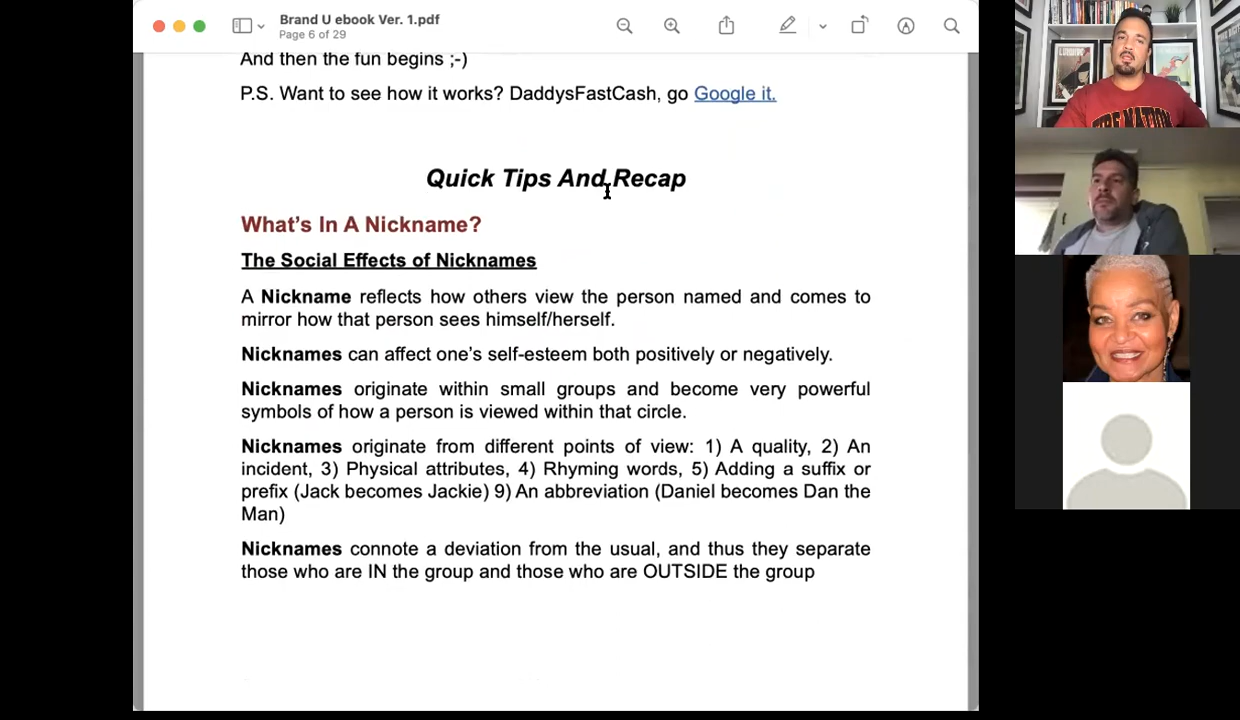 Brand U ebook Ver. 1.pdf
Page 6 of 29
And then the fun begins ;-)
P.S. Want to see how it works? DaddysFastCash, go Google it.
Quick Tips And Recap
What's In A Nickname?
The Social Effects of Nicknames
A Nickname reflects how others view the person named and comes to
mirror how that person sees himself/herself.
Nicknames can affect one's self-esteem both positively or negatively.
Nicknames originate within small groups and become very powerful
symbols of how a person is viewed within that circle.
Nicknames originate from different points of view: 1) A quality, 2) An
incident, 3) Physical attributes, 4) Rhyming words, 5) Adding a suffix or
prefix (Jack becomes Jackie) 9) An abbreviation (Daniel becomes Dan the
Man)
Nicknames connote a deviation from the usual, and thus they separate
those who are IN the group and those who are OUTSIDE the group
FIRE NATION